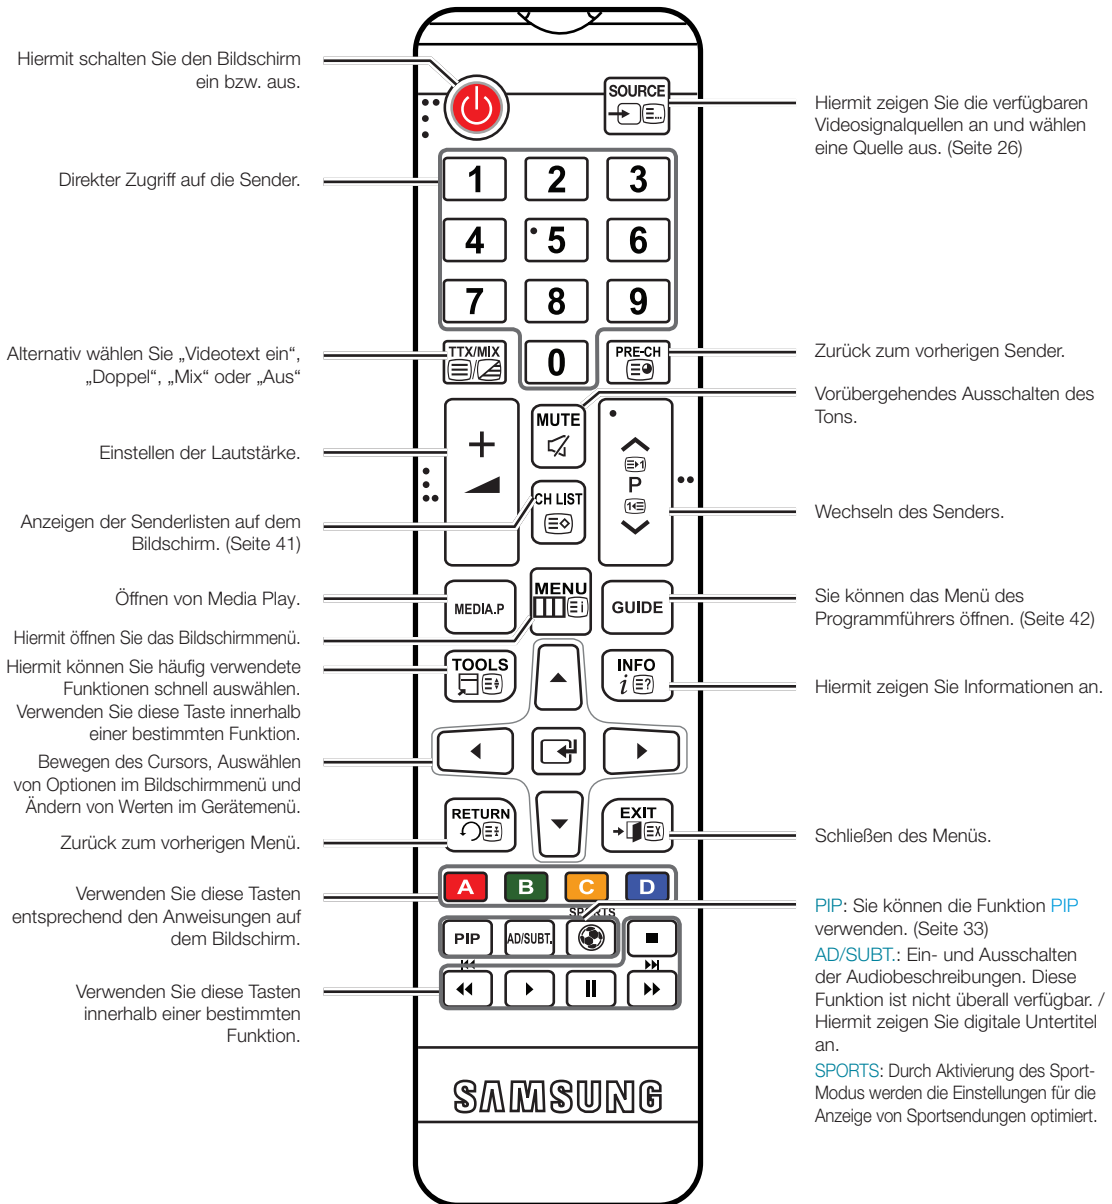 Hiermit schalten Sie den Bildschirm
ein bzw. aus.
Direkter Zugriff auf die Sender.
Alternativ wählen Sie „Videotext ein“,
„Doppel“, „Mix“ oder „Aus“
Einstellen der Lautstärke.
Anzeigen der Senderlisten auf dem
Bildschirm. (Seite 41)
Öffnen von Media Play.
Hiermit öffnen Sie das Bildschirmmenü.
Hiermit können Sie häufig verwendete
Funktionen schnell auswählen.
Verwenden Sie diese Taste innerhalb
einer bestimmten Funktion.
Bewegen des Cursors, Auswählen
von Optionen im Bildschirmmenü und
Ändern von Werten im Gerätemenü.
Zurück zum vorherigen Menü.
Verwenden Sie diese Tasten
entsprechend den Anweisungen auf
dem Bildschirm.
Verwenden Sie diese Tasten
innerhalb einer bestimmten
Funktion.
SOURCE
1 2 3
4 5 6
7 8 9
TTX/MIX 0 PRE-CH
MUTE
P
CH LIST
MEDIA.P MENU GUIDE
TOOLS INFO
RETURN EXIT
A B C D
SPORTS
PIP AD/SUBT.
SAMSUNG
Hiermit zeigen Sie die verfügbaren
Videosignalquellen an und wählen
eine Quelle aus. (Seite 26)
Zurück zum vorherigen Sender.
Vorübergehendes Ausschalten des
Tons.
Wechseln des Senders.
Sie können das Menü des
Programmführers öffnen. (Seite 42)
Hiermit zeigen Sie Informationen an.
Schließen des Menüs.
PIP: Sie können die Funktion PIP
verwenden. (Seite 33)
AD/SUBT.: Ein- und Ausschalten
der Audiobeschreibungen. Diese
Funktion ist nicht überall verfügbar. /
Hiermit zeigen Sie digitale Untertitel
an.
SPORTS: Durch Aktivierung des Sport-
Modus werden die Einstellungen für die
Anzeige von Sportsendungen optimiert.